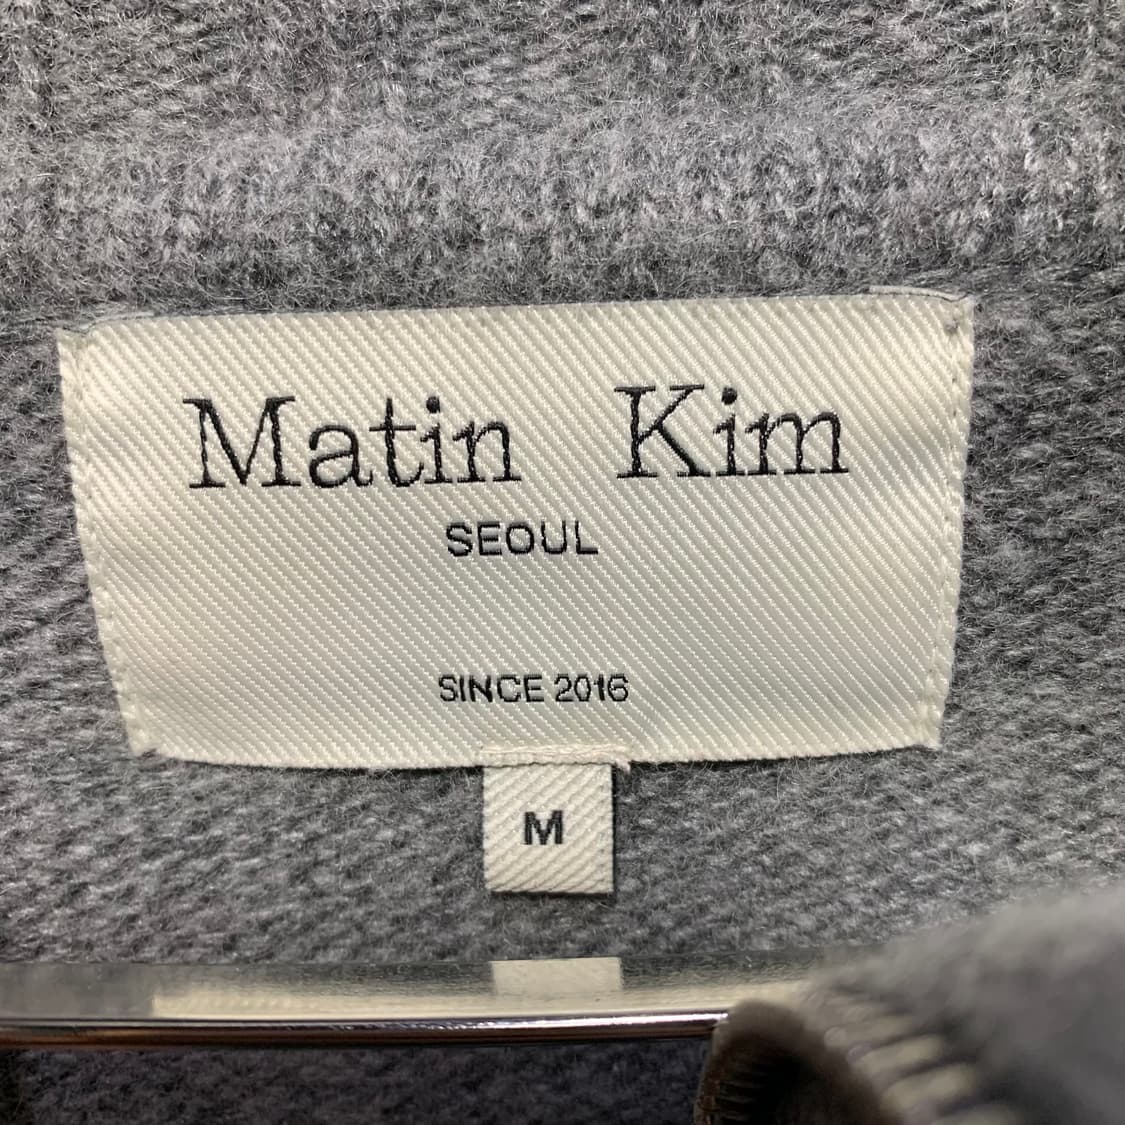 Matin Kim
SEOUL
SINCE 2016
M